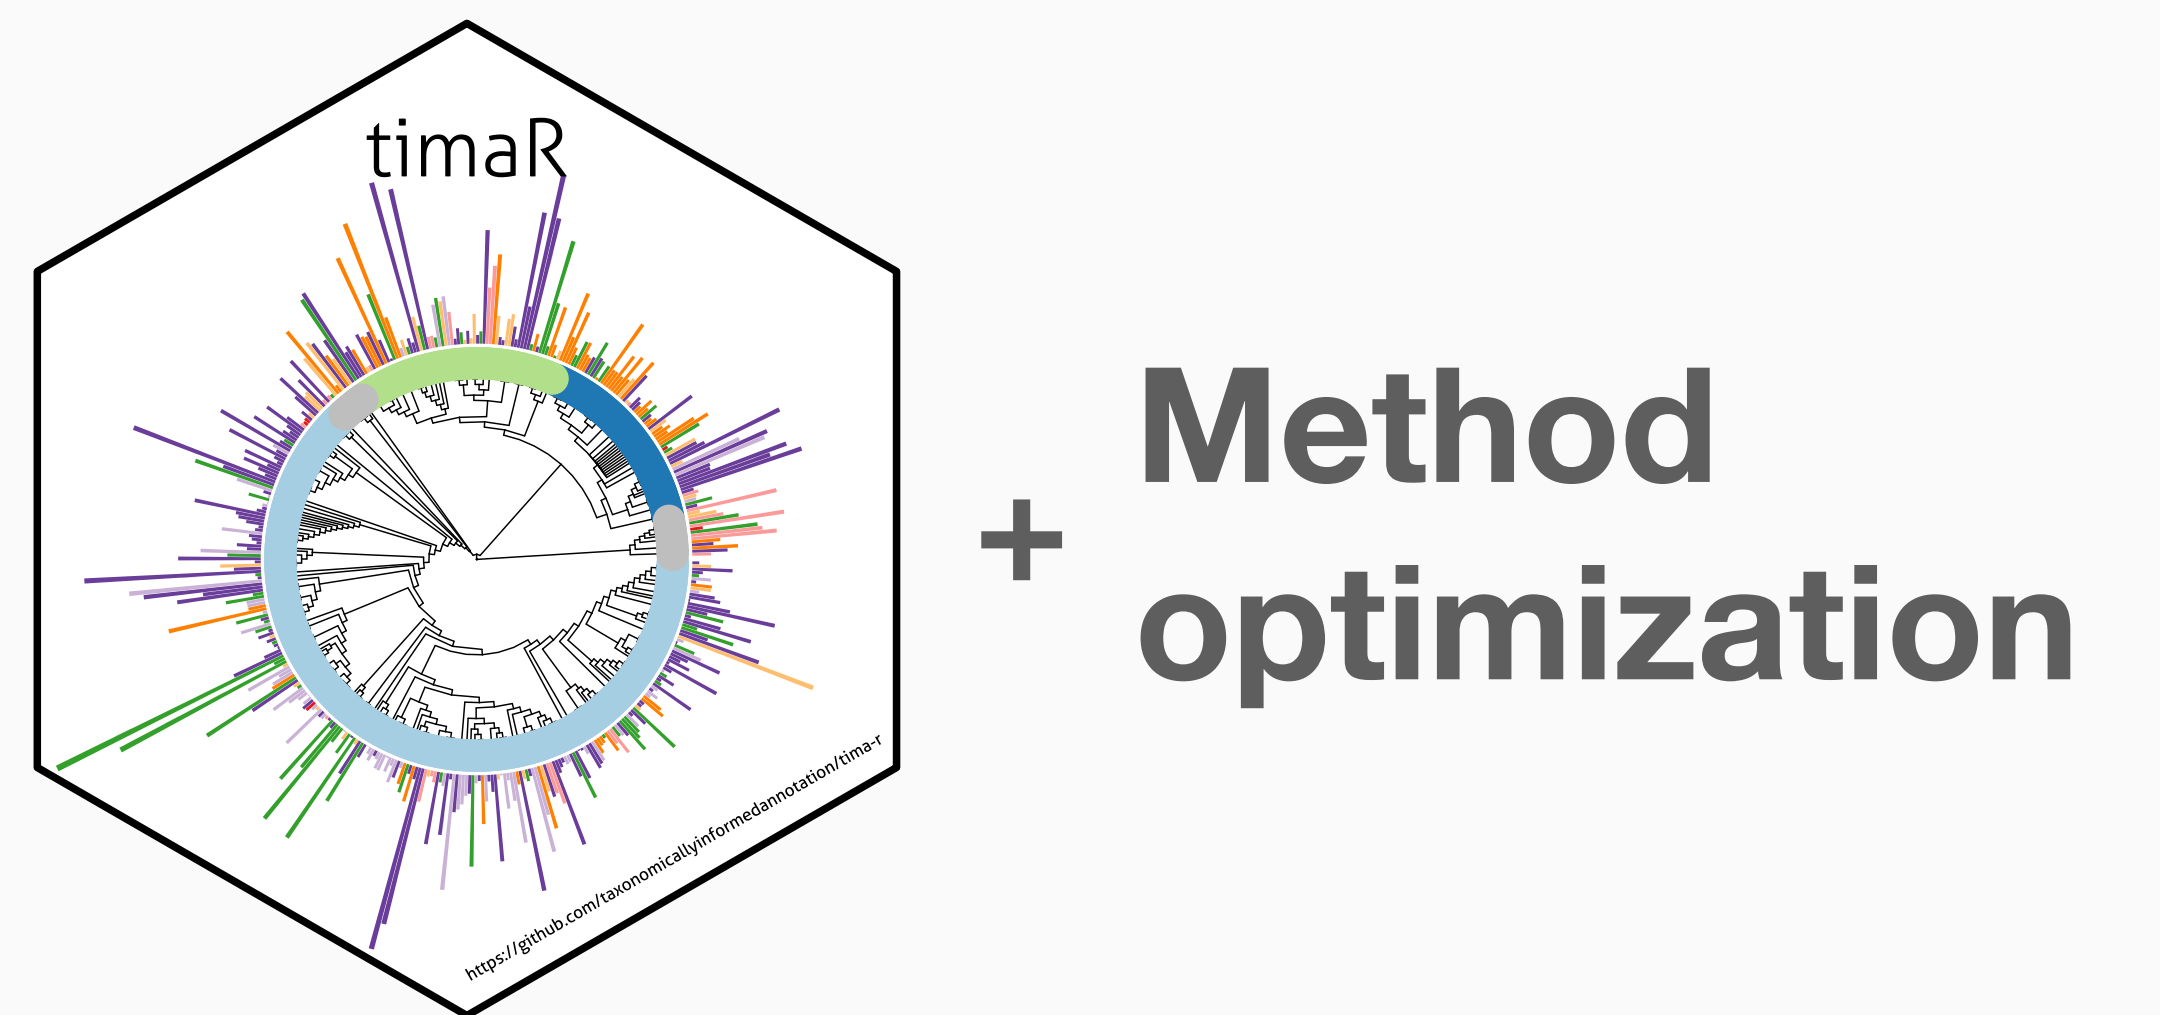 timaR
https://github.com/taxonomicallyinformedannotation/tima-r
+
Method
optimization